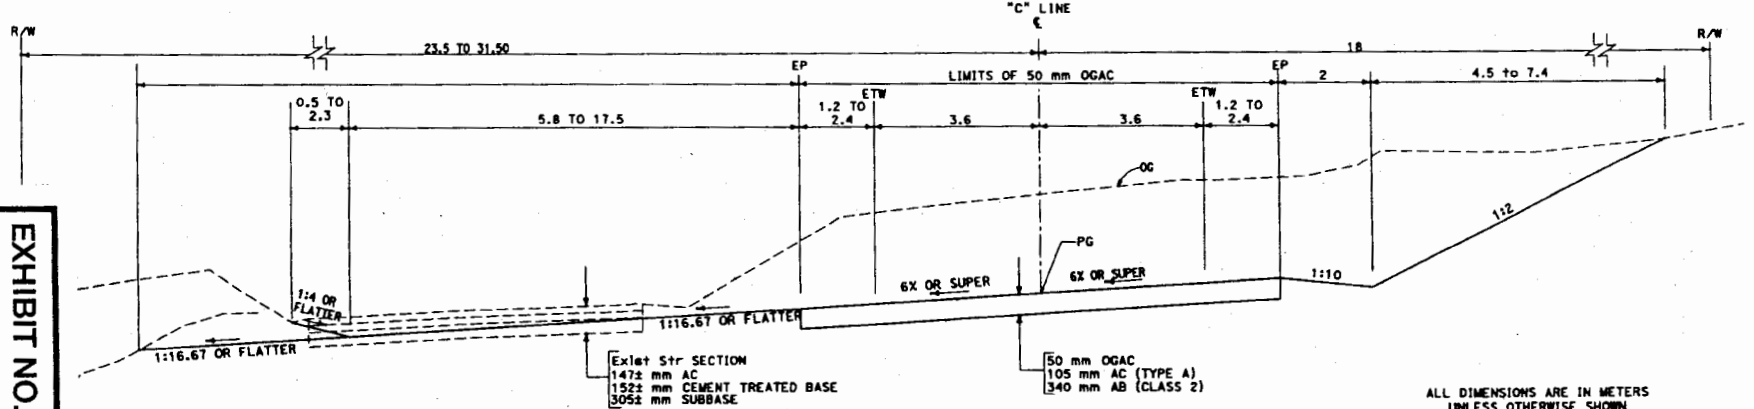 "C" LINE
℄
R/W
R/W
23.5 TO 31.50
18
EP
EP
LIMITS OF 50 mm OGAC
2
4.5 to 7.4
0.5 TO
2.3
ETW
ETW
1.2 TO
2.4
1.2 TO
2.4
5.8 TO 17.5
3.6
3.6
OG
1:2
PG
6% OR SUPER
6% OR SUPER
1:10
1:4 OR
FLATTER
1:16.67 OR FLATTER
1:16.67 OR FLATTER
Exist Str SECTION
147± mm AC
152± mm CEMENT TREATED BASE
305± mm SUBBASE
50 mm OGAC
105 mm AC (TYPE A)
340 mm AB (CLASS 2)
ALL DIMENSIONS ARE IN METERS
UNLESS OTHERWISE SHOWN
EXHIBIT NO.